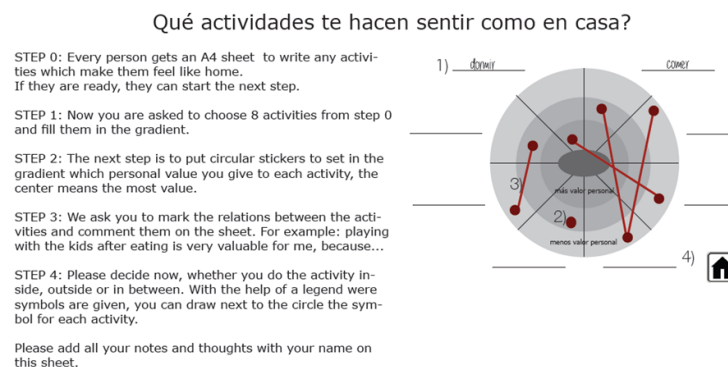 Qué actividades te hacen sentir como en casa?
STEP 0: Every person gets an A4 sheet to write any activi-
ties which make them feel like home.
If they are ready, they can start the next step.
STEP 1: Now you are asked to choose 8 activities from step 0
and fill them in the gradient.
STEP 2: The next step is to put circular stickers to set in the
gradient which personal value you give to each activity, the
center means the most value.
STEP 3: We ask you to mark the relations between the acti-
vities and comment them on the sheet. For example: playing
with the kids after eating is very valuable for me, because...
STEP 4: Please decide now, whether you do the activity in-
side, outside or in between. With the help of a legend were
symbols are given, you can draw next to the circle the sym-
bol for each activity.
Please add all your notes and thoughts with your name on
this sheet.
1) dormir
comer
3)
más valor personal
2)
menos valor personal
4)